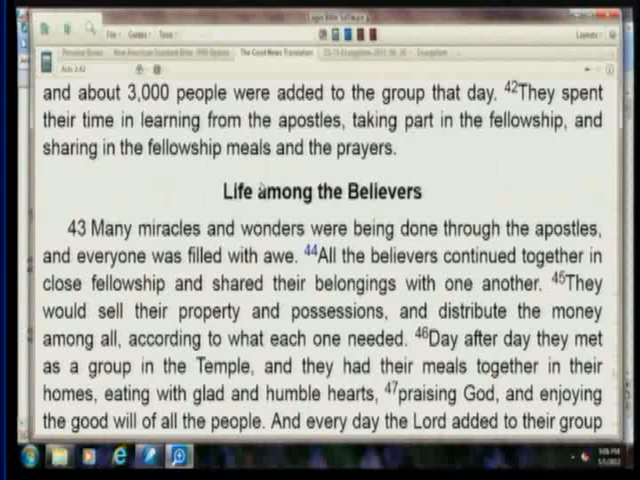 Logos Bible Software
File Guides Tools Layouts
The Good News Translation
Acts 2:42
and about 3,000 people were added to the group that day. 42They spent
their time in learning from the apostles, taking part in the fellowship, and
sharing in the fellowship meals and the prayers.
Life among the Believers
43 Many miracles and wonders were being done through the apostles,
and everyone was filled with awe. 44All the believers continued together in
close fellowship and shared their belongings with one another. 45They
would sell their property and possessions, and distribute the money
among all, according to what each one needed. 46Day after day they met
as a group in the Temple, and they had their meals together in their
homes, eating with glad and humble hearts, 47praising God, and enjoying
the good will of all the people. And every day the Lord added to their group